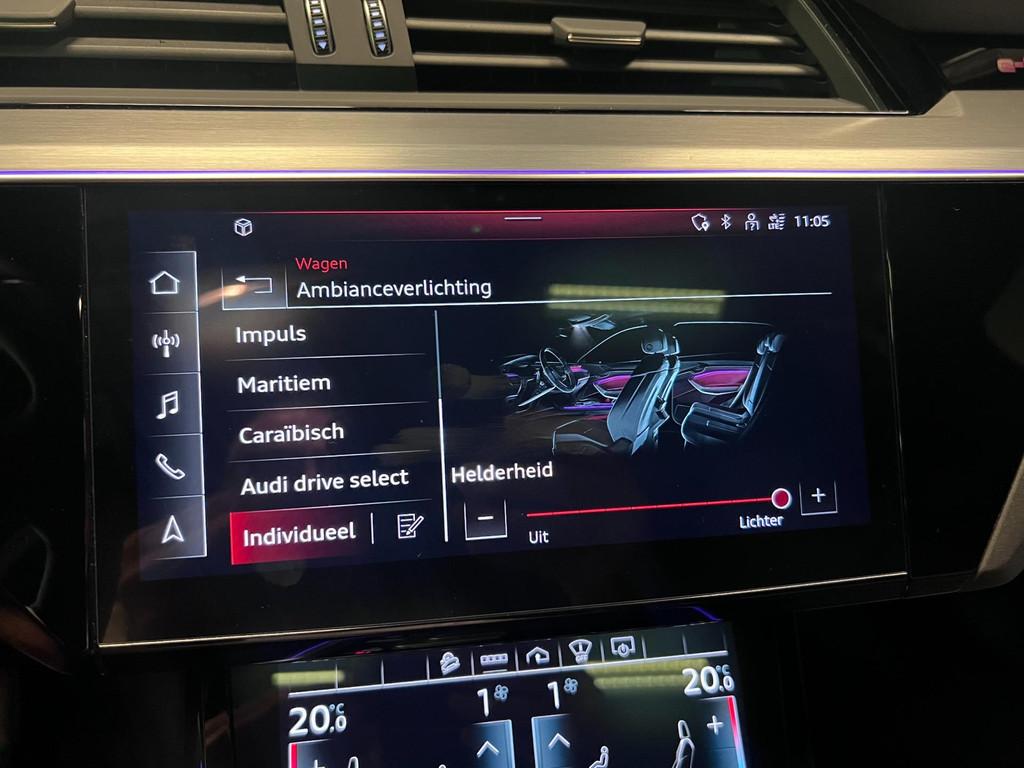 11:05
Wagen
Ambianceverlichting
Impuls
Maritiem
Caraïbisch
Audi drive select
Individueel
Helderheid
−
+
Uit
Lichter
OFF
20.0°C
1
1
20.0°C
+
+